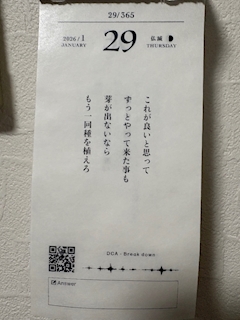 29/365
2026/1
JANUARY
29
仏滅
THURSDAY
これが良いと思って
ずっとやって来た事も
芽が出ないなら
もう一回種を植えろ
OCA - Break down
Answer